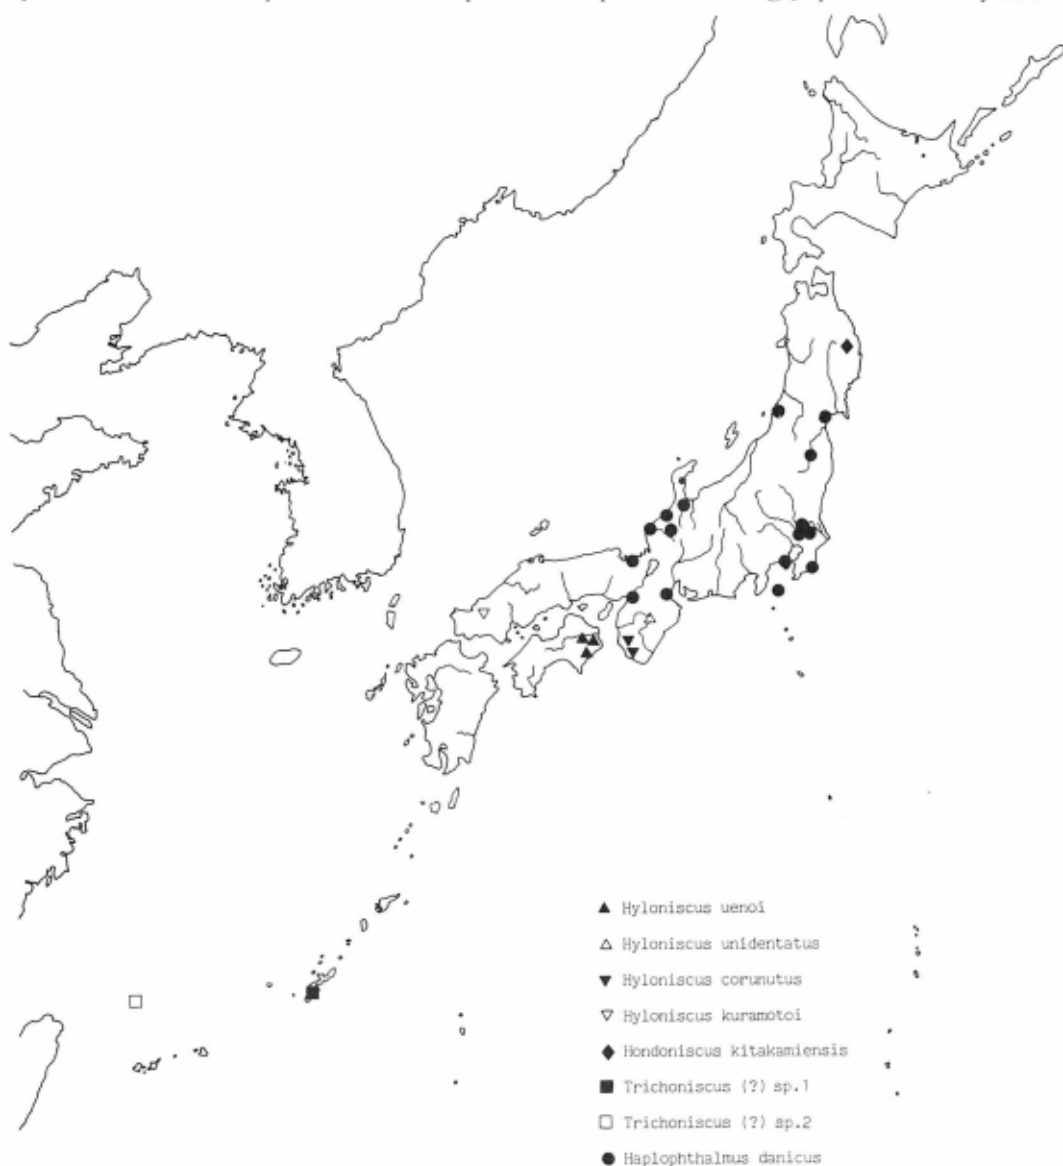 Hyloniscus uenoi
Hyloniscus unidentatus
Hyloniscus corunutus
Hyloniscus kuramotoi
Hondoniscus kitakamiensis
Trichoniscus (?) sp.1
Trichoniscus (?) sp.2
Haplophthalmus danicus